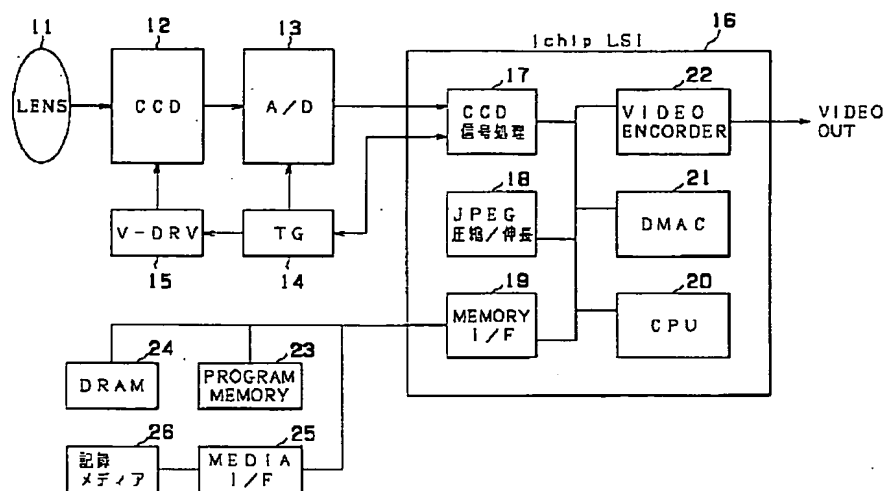 11
LENS
12
CCD
13
A/D
V-DRV
15
TG
14
1chip LSI
16
17
CCD
信号処理
18
JPEG
圧縮/伸長
19
MEMORY
I/F
22
VIDEO
ENCORDER
21
DMAC
20
CPU
VIDEO
OUT
24
DRAM
23
PROGRAM
MEMORY
26
記録
メディア
25
MEDIA
I/F